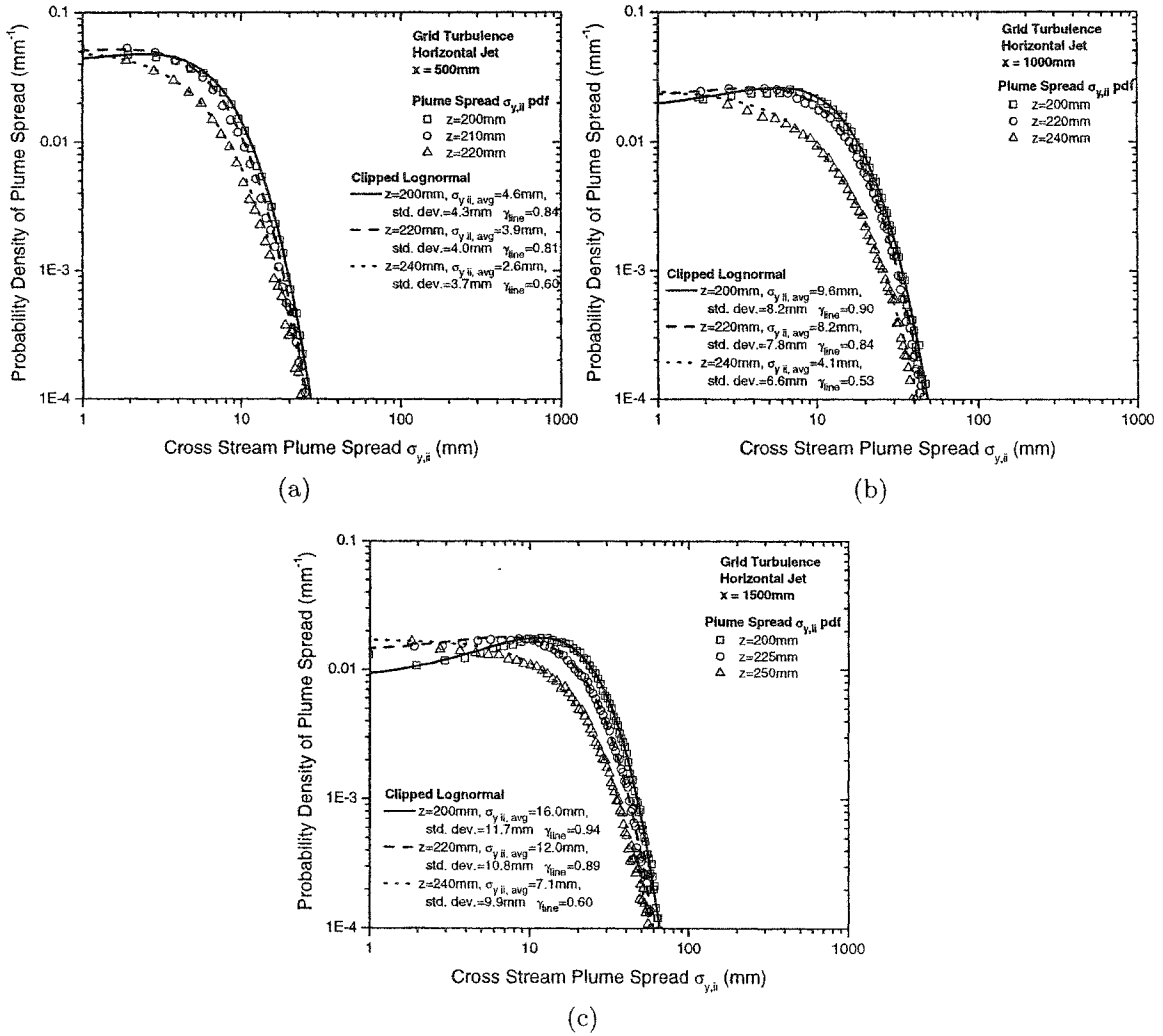 Probability Density of Plume Spread (mm⁻¹)
0.1
0.01
1E-3
1E-4
Grid Turbulence
Horizontal Jet
x = 500mm
Plume Spread σy,ii pdf
z=200mm
z=210mm
z=220mm
Clipped Lognormal
z=200mm, σy ii, avg=4.6mm,
std. dev.=4.3mm γline=0.84
z=220mm, σy ii, avg=3.9mm,
std. dev.=4.0mm γline=0.81
z=240mm, σy ii, avg=2.6mm,
std. dev.=3.7mm γline=0.60
1 10 100 1000
Cross Stream Plume Spread σy,ii (mm)
(a)
Probability Density of Plume Spread (mm⁻¹)
0.1
0.01
1E-3
1E-4
Grid Turbulence
Horizontal Jet
x = 1000mm
Plume Spread σy,ii pdf
z=200mm
z=220mm
z=240mm
Clipped Lognormal
z=200mm, σy ii, avg=9.6mm,
std. dev.=8.2mm γline=0.90
z=220mm, σy ii, avg=8.2mm,
std. dev.=7.8mm γline=0.84
z=240mm, σy ii, avg=4.1mm,
std. dev.=6.6mm γline=0.53
1 10 100 1000
Cross Stream Plume Spread σy,ii (mm)
(b)
Probability Density of Plume Spread (mm⁻¹)
0.1
0.01
1E-3
1E-4
Grid Turbulence
Horizontal Jet
x = 1500mm
Plume Spread σy,ii pdf
z=200mm
z=225mm
z=250mm
Clipped Lognormal
z=200mm, σy ii, avg=16.0mm,
std. dev.=11.7mm γline=0.94
z=220mm, σy ii, avg=12.0mm,
std. dev.=10.8mm γline=0.89
z=240mm, σy ii, avg=7.1mm,
std. dev.=9.9mm γline=0.60
1 10 100 1000
Cross Stream Plume Spread σy,ii (mm)
(c)